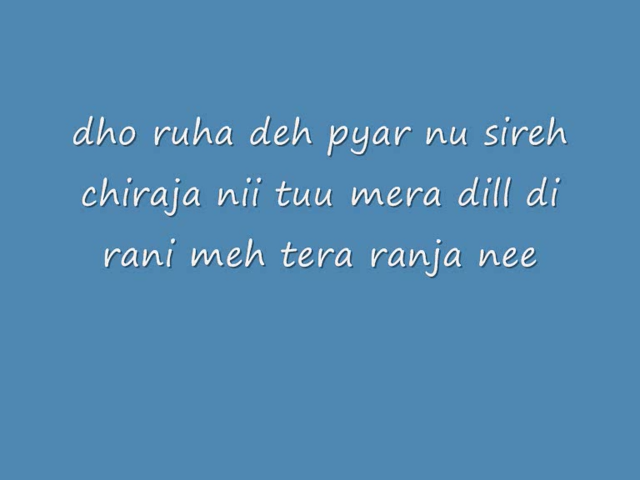 dho ruha deh pyar nu sireh
chiraja nii tuu mera dill di
rani meh tera ranja nee